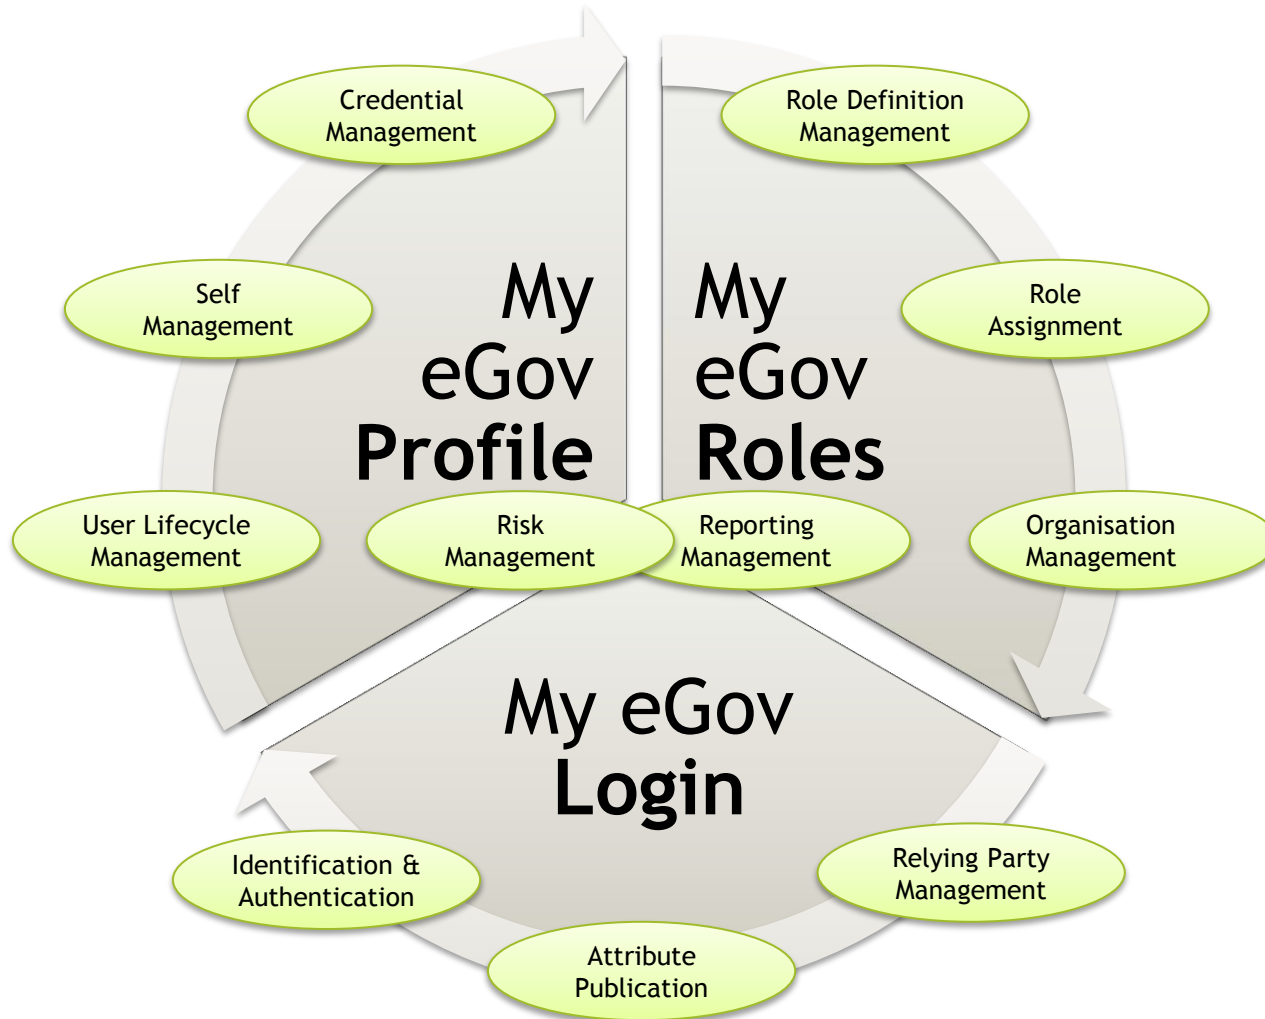 Credential
Management
Role Definition
Management
Self
Management
Role
Assignment
My
eGov
Profile
My
eGov
Roles
User Lifecycle
Management
Risk
Management
Reporting
Management
Organisation
Management
My eGov
Login
Identification &
Authentication
Relying Party
Management
Attribute
Publication